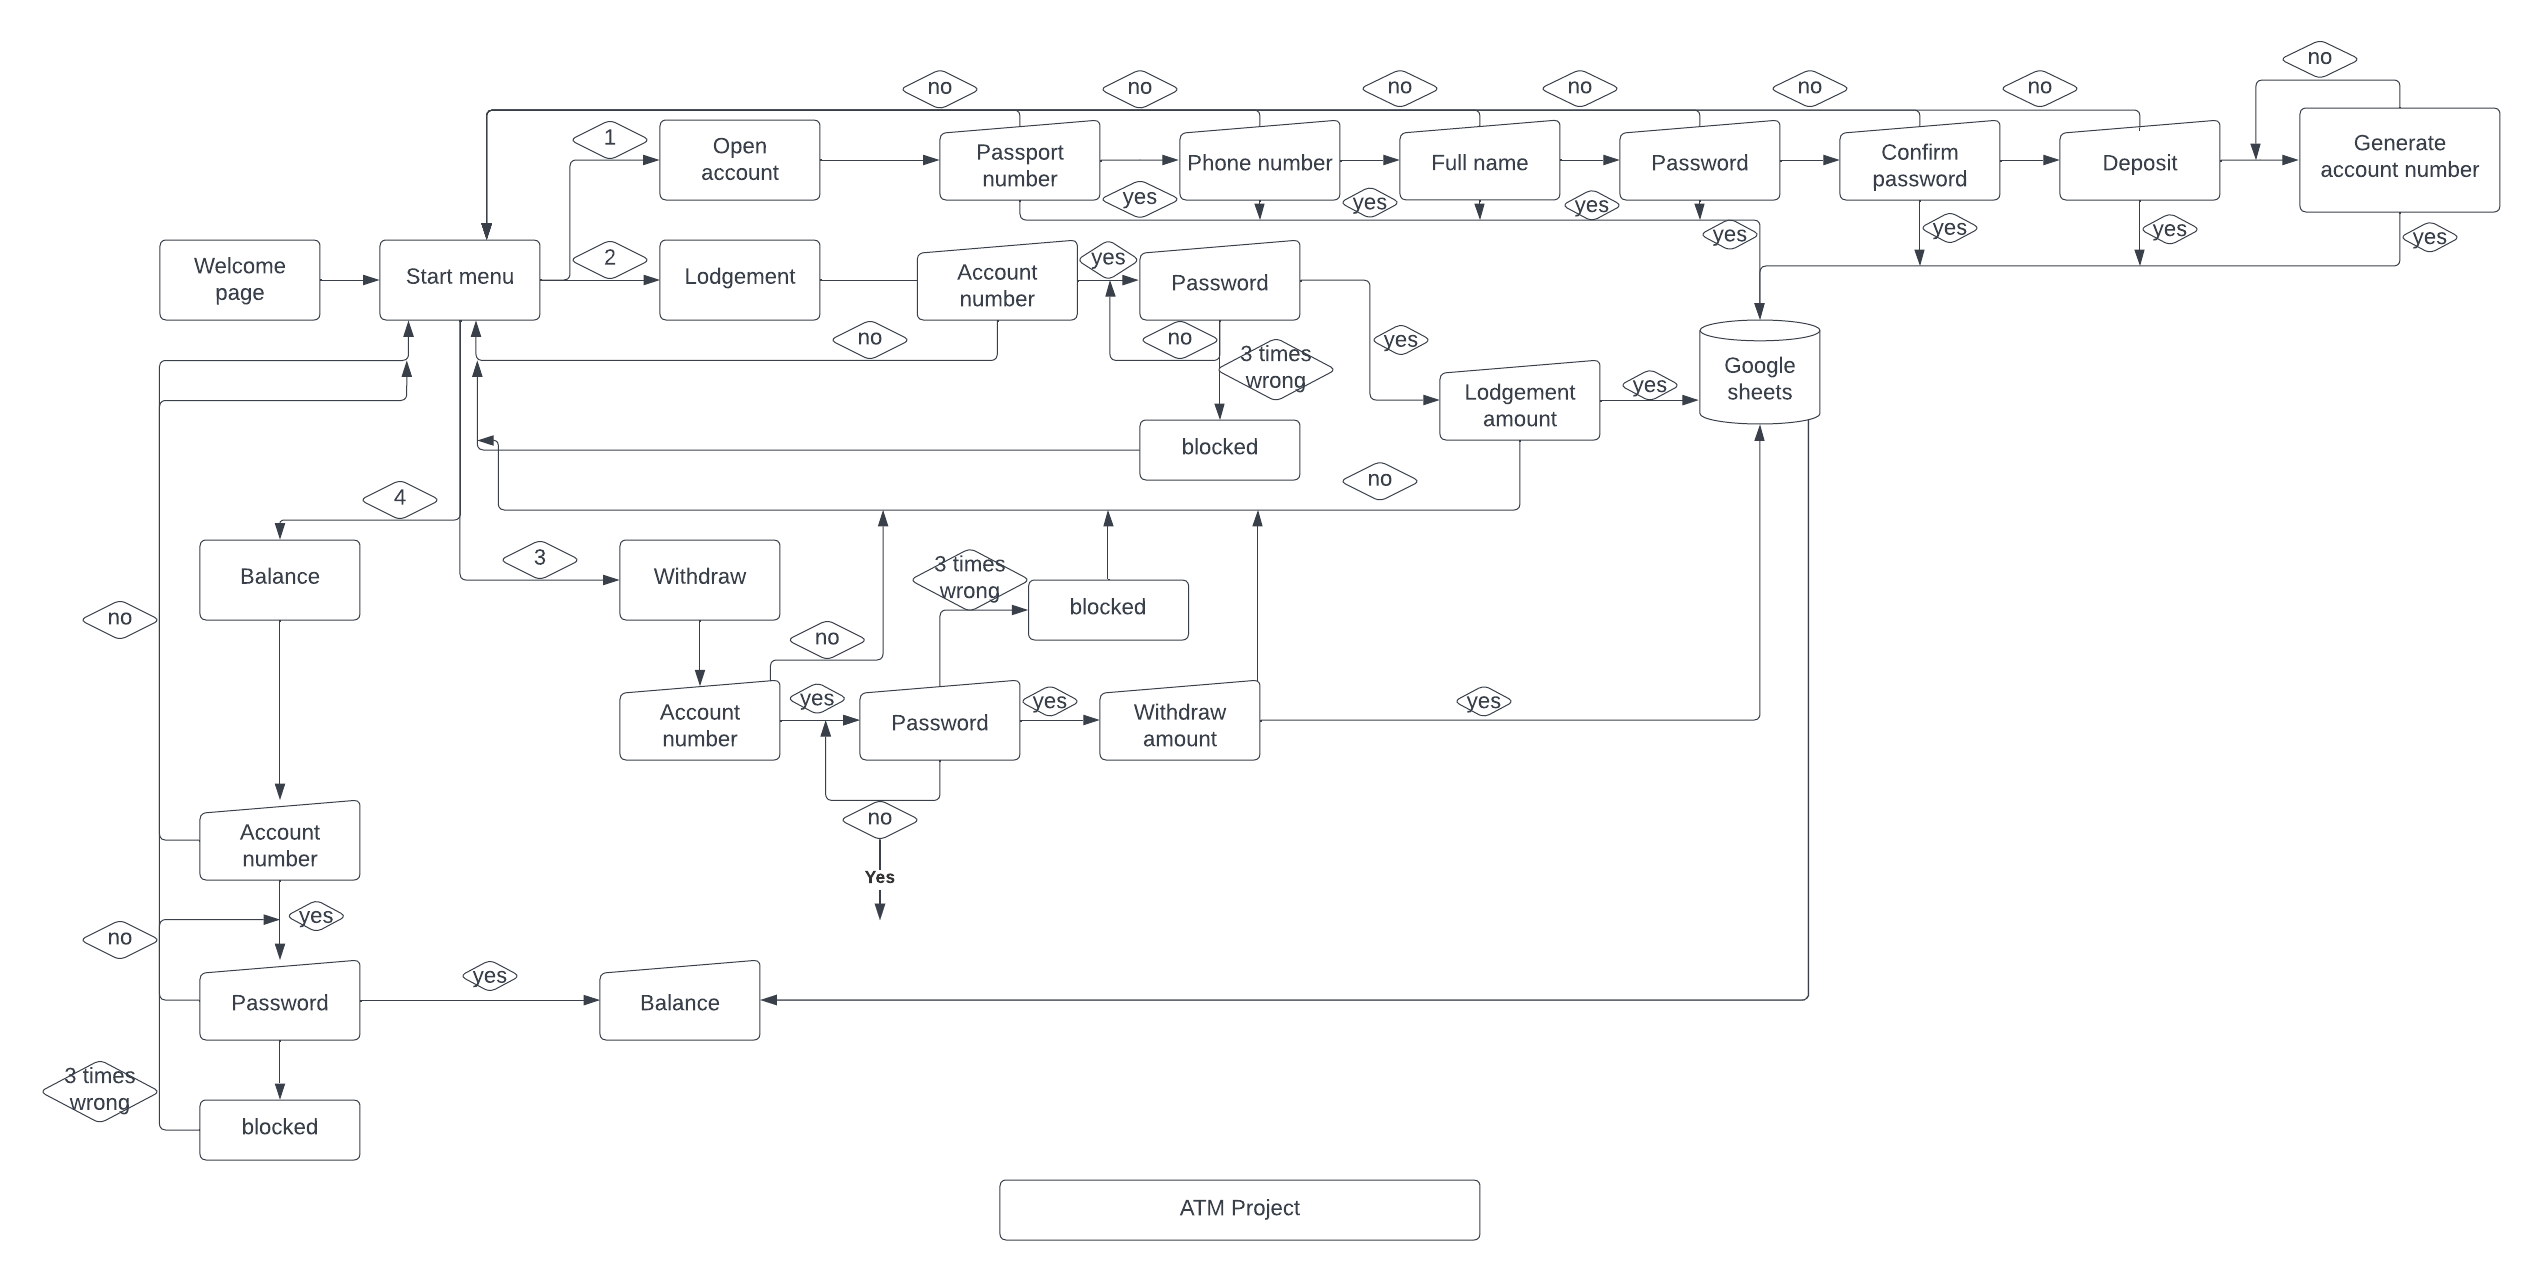 no
no
no
no
no
no
no
1
Open
account
Passport
number
Phone number
Full name
Password
Confirm
password
Deposit
Generate
account number
yes
yes
yes
yes
yes
yes
yes
Welcome
page
Start menu
2
Lodgement
Account
number
yes
Password
no
no
3 times
wrong
yes
Lodgement
amount
yes
Google
sheets
blocked
no
4
Balance
3
Withdraw
3 times
wrong
blocked
no
no
Account
number
yes
Password
yes
Withdraw
amount
yes
no
Yes
Account
number
yes
no
Password
yes
Balance
3 times
wrong
blocked
ATM Project